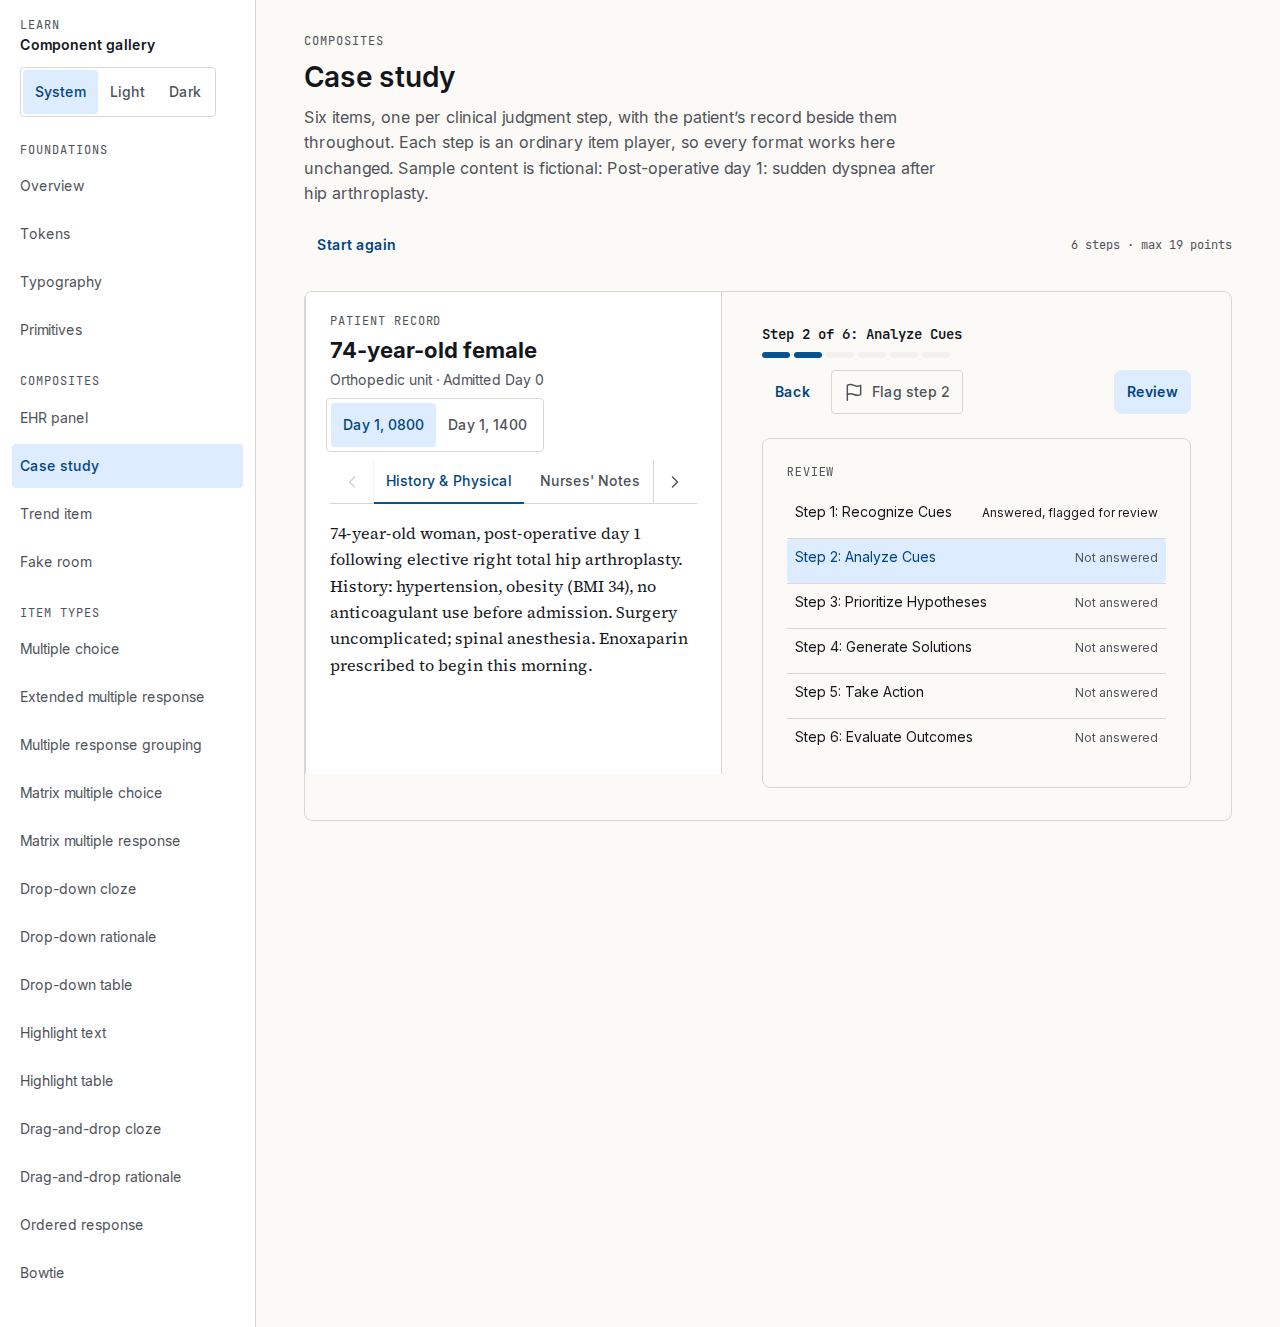 LEARN
Component gallery
System Light Dark
FOUNDATIONS
Overview
Tokens
Typography
Primitives
COMPOSITES
EHR panel
Case study
Trend item
Fake room
ITEM TYPES
Multiple choice
Extended multiple response
Multiple response grouping
Matrix multiple choice
Matrix multiple response
Drop-down cloze
Drop-down rationale
Drop-down table
Highlight text
Highlight table
Drag-and-drop cloze
Drag-and-drop rationale
Ordered response
Bowtie
COMPOSITES
Case study
Six items, one per clinical judgment step, with the patient’s record beside them
throughout. Each step is an ordinary item player, so every format works here
unchanged. Sample content is fictional: Post-operative day 1: sudden dyspnea after
hip arthroplasty.
Start again
6 steps · max 19 points
PATIENT RECORD
74-year-old female
Orthopedic unit · Admitted Day 0
Day 1, 0800 Day 1, 1400
History & Physical Nurses' Notes
74-year-old woman, post-operative day 1
following elective right total hip arthroplasty.
History: hypertension, obesity (BMI 34), no
anticoagulant use before admission. Surgery
uncomplicated; spinal anesthesia. Enoxaparin
prescribed to begin this morning.
Step 2 of 6: Analyze Cues
Back Flag step 2 Review
REVIEW
Step 1: Recognize Cues Answered, flagged for review
Step 2: Analyze Cues Not answered
Step 3: Prioritize Hypotheses Not answered
Step 4: Generate Solutions Not answered
Step 5: Take Action Not answered
Step 6: Evaluate Outcomes Not answered